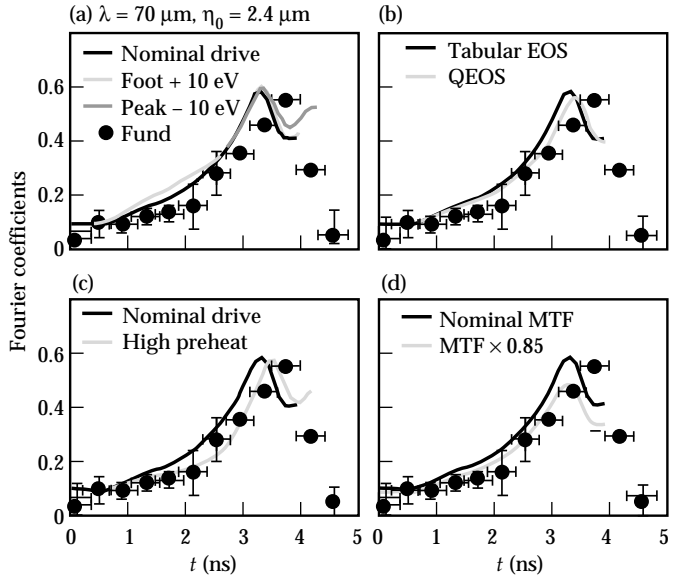 (a) λ = 70 μm, η₀ = 2.4 μm
Nominal drive
Foot + 10 eV
Peak – 10 eV
Fund
0.6
0.4
0.2
0
(b)
Tabular EOS
QEOS
Fourier coefficients
(c)
Nominal drive
High preheat
0.6
0.4
0.2
0
0 1 2 3 4 5
t (ns)
(d)
Nominal MTF
MTF × 0.85
0 1 2 3 4 5
t (ns)